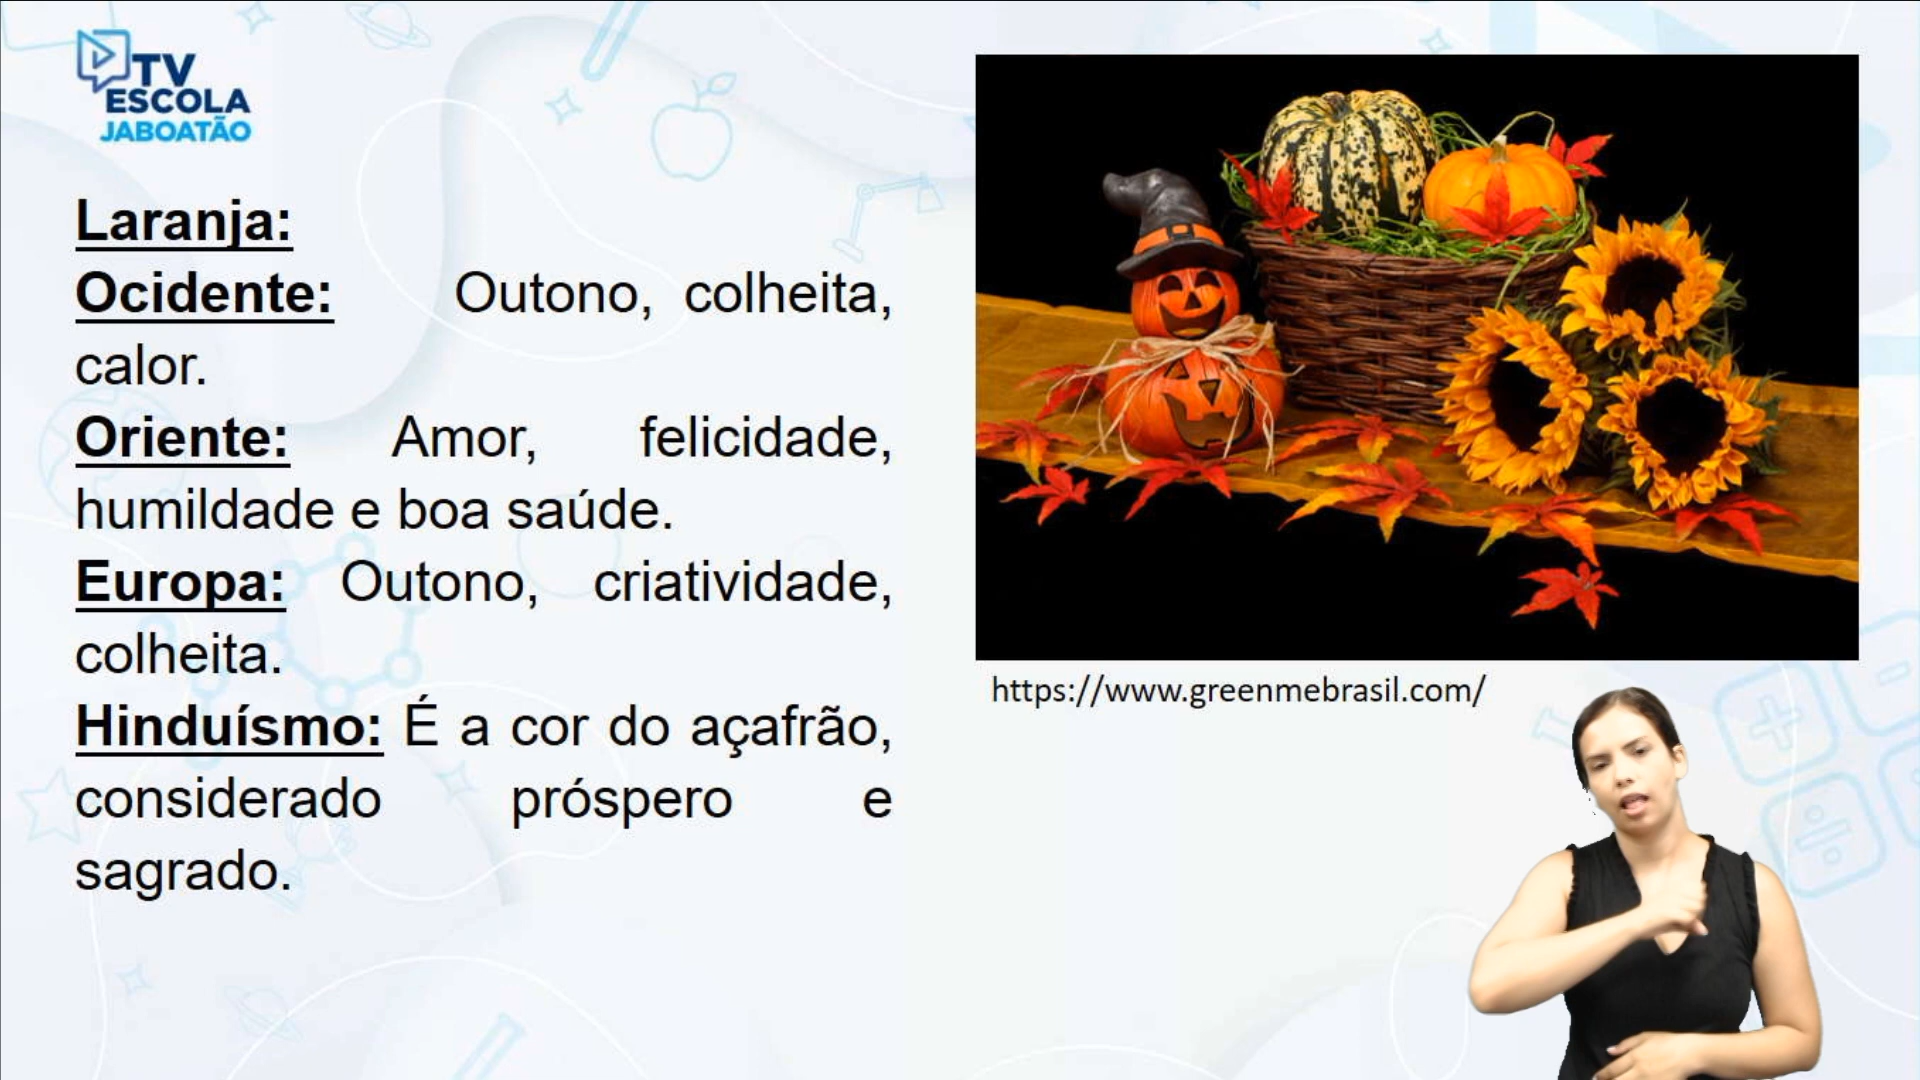 TV
ESCOLA
JABOATÃO
Laranja:
Ocidente: Outono, colheita,
calor.
Oriente: Amor, felicidade,
humildade e boa saúde.
Europa: Outono, criatividade,
colheita.
Hinduísmo: É a cor do açafrão,
considerado próspero e
sagrado.
https://www.greenmebrasil.com/